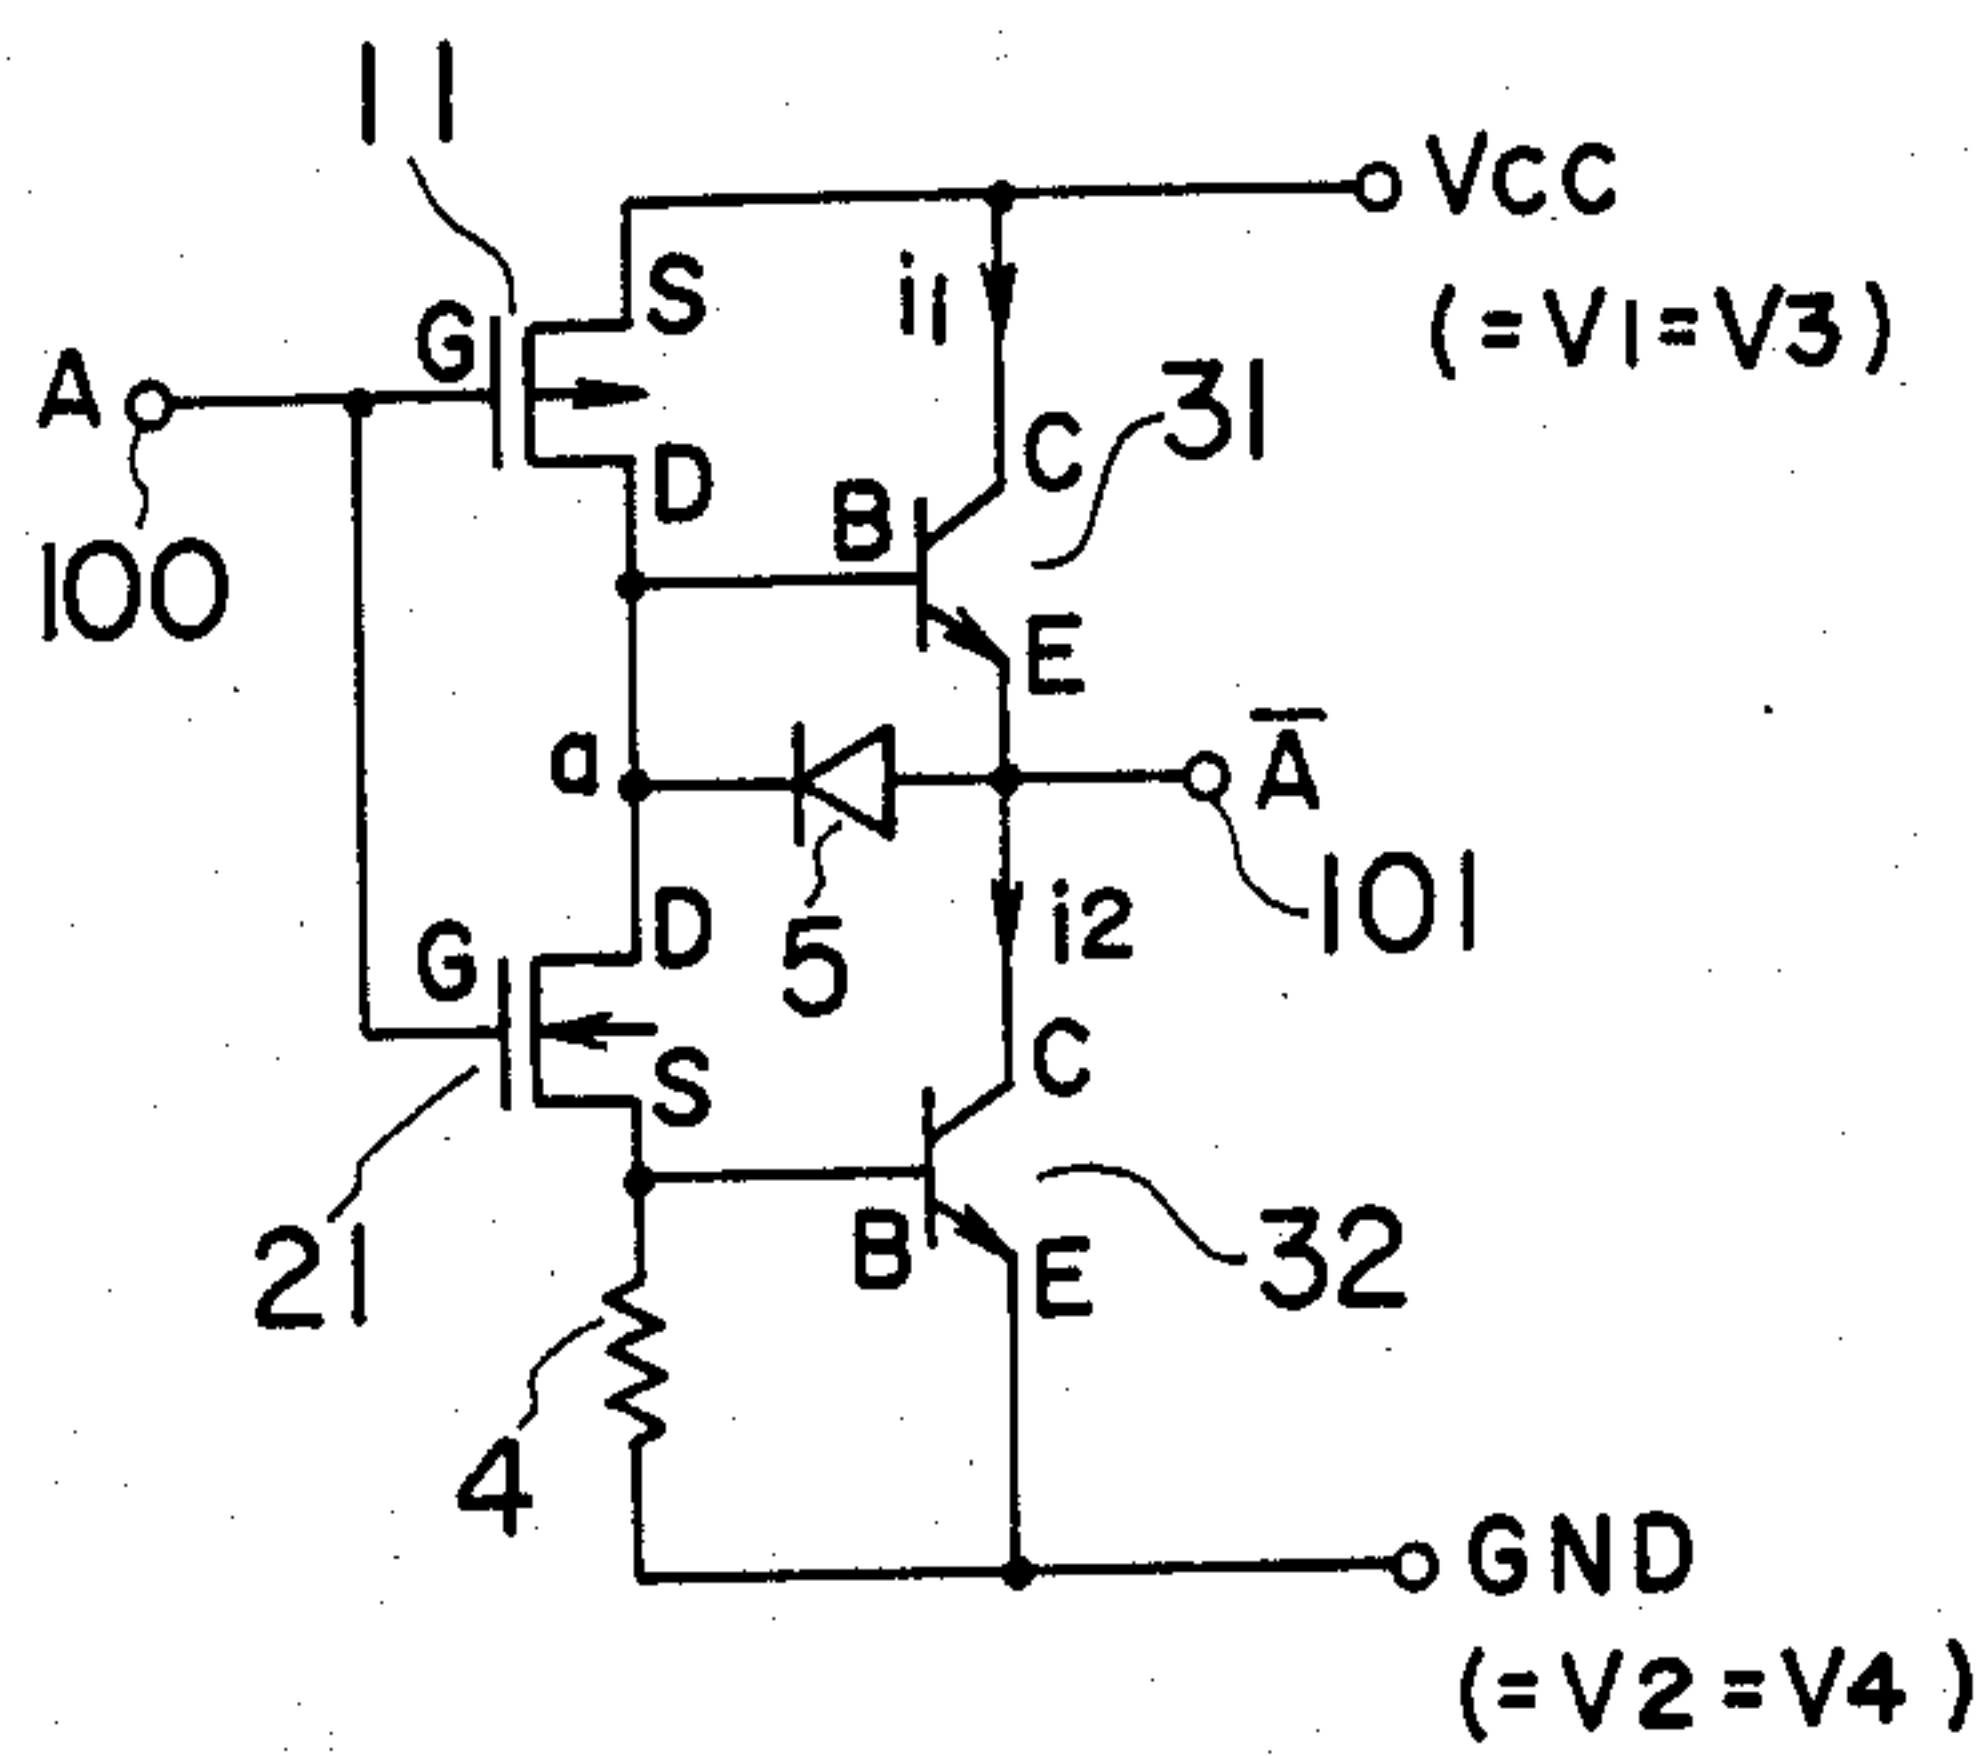 11
VCC
(=V1=V3)
S
i1
G
A
31
C
D
B
100
E
A̅
a
101
D
i2
G
5
C
S
B
E
32
21
4
GND
(=V2=V4)